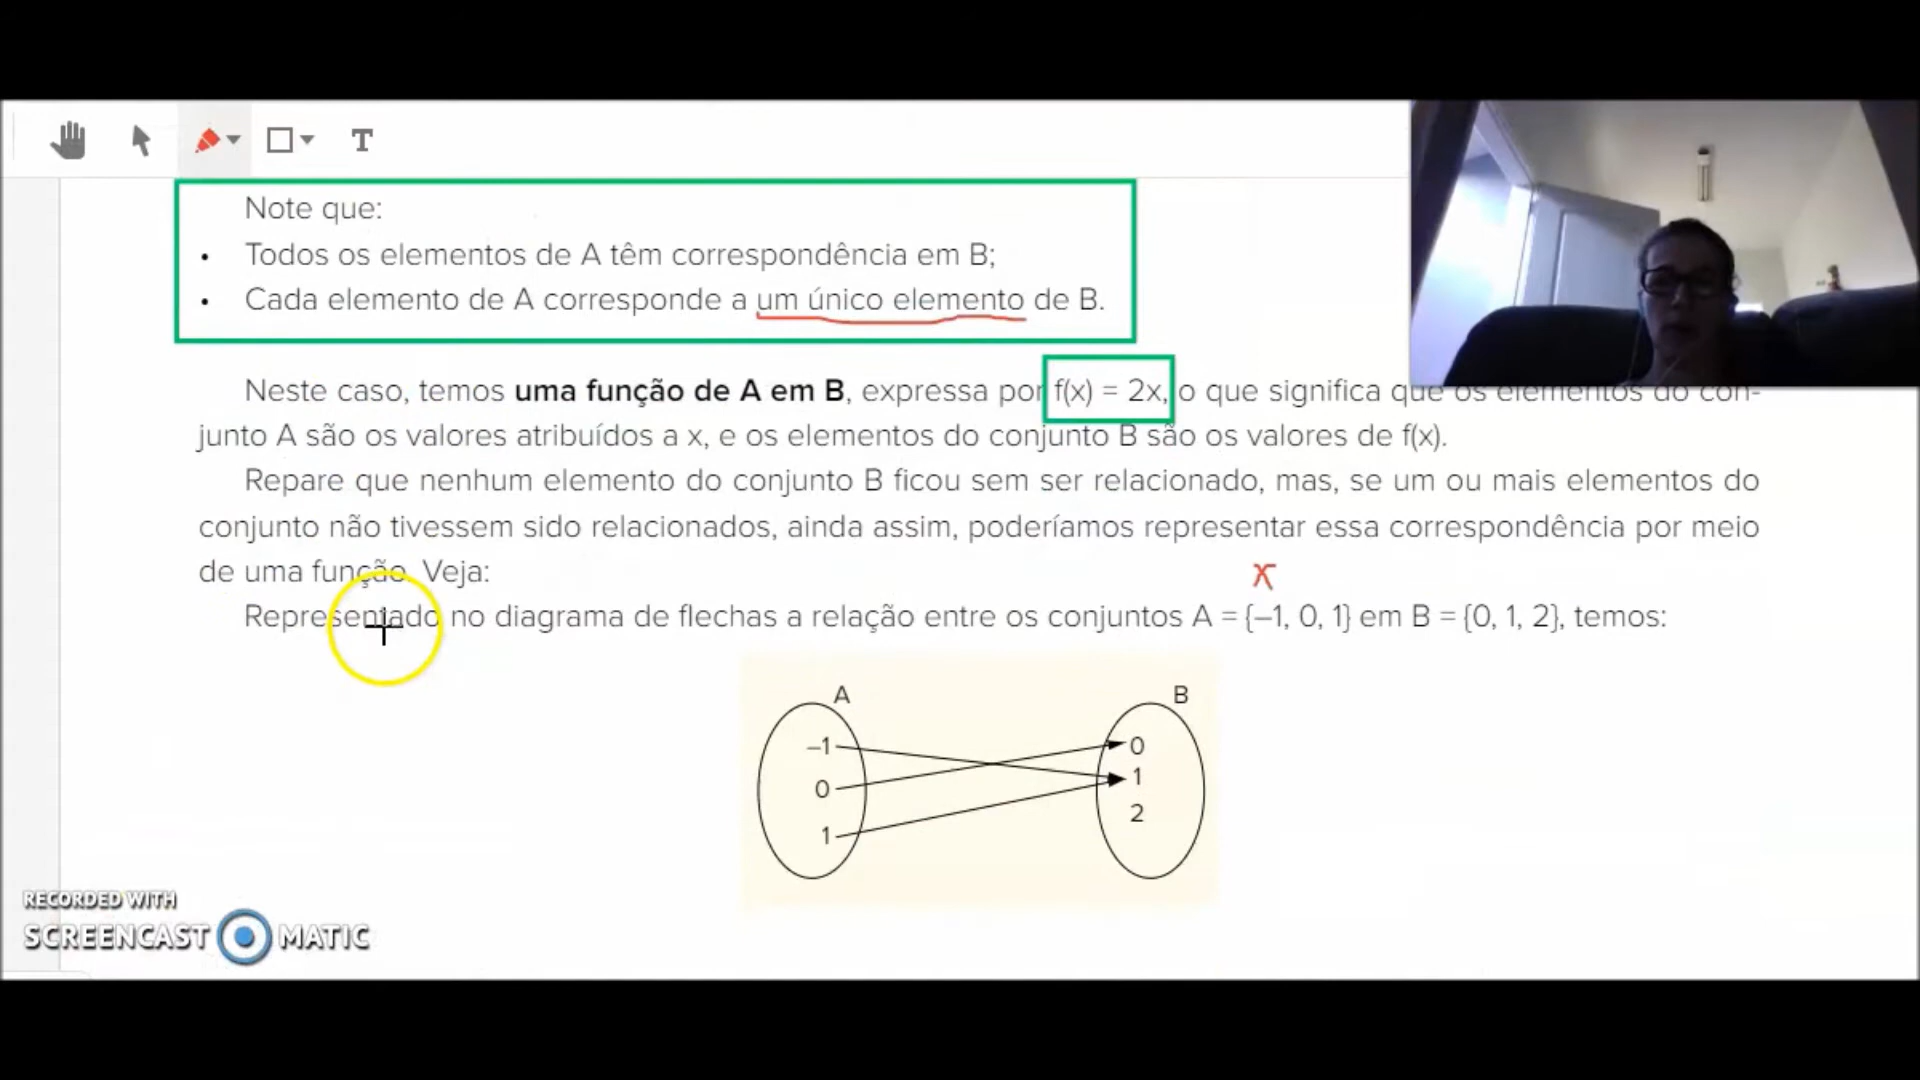 T
Note que:
• Todos os elementos de A têm correspondência em B;
• Cada elemento de A corresponde a um único elemento de B.
Neste caso, temos uma função de A em B, expressa por f(x) = 2x, o que significa que os elementos do con-
junto A são os valores atribuídos a x, e os elementos do conjunto B são os valores de f(x).
Repare que nenhum elemento do conjunto B ficou sem ser relacionado, mas, se um ou mais elementos do
conjunto não tivessem sido relacionados, ainda assim, poderíamos representar essa correspondência por meio
de uma função. Veja:
x
Representado no diagrama de flechas a relação entre os conjuntos A = {–1, 0, 1} em B = {0, 1, 2}, temos:
A B
–1 0
0 1
1 2
RECORDED WITH
SCREENCAST MATIC